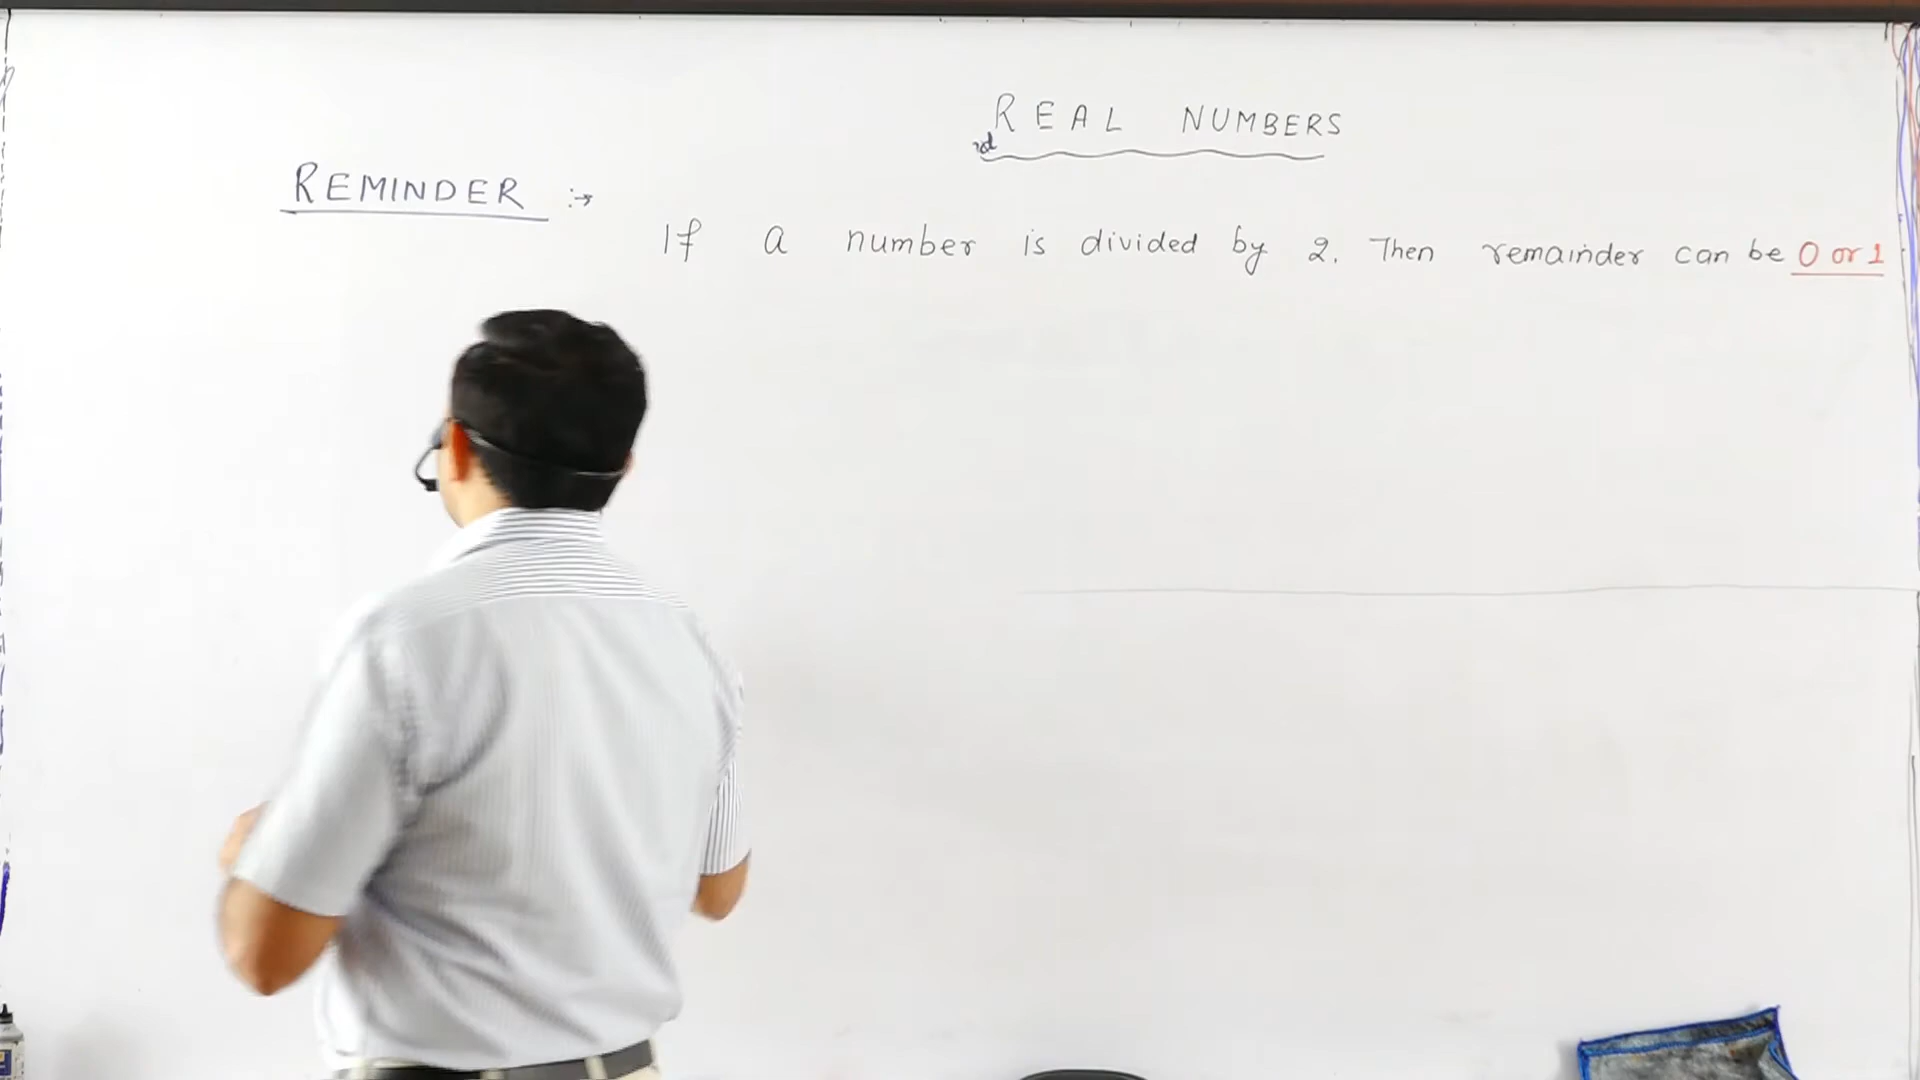 REAL NUMBERS
REMINDER :→
If a number is divided by 2. Then remainder can be 0 or 1